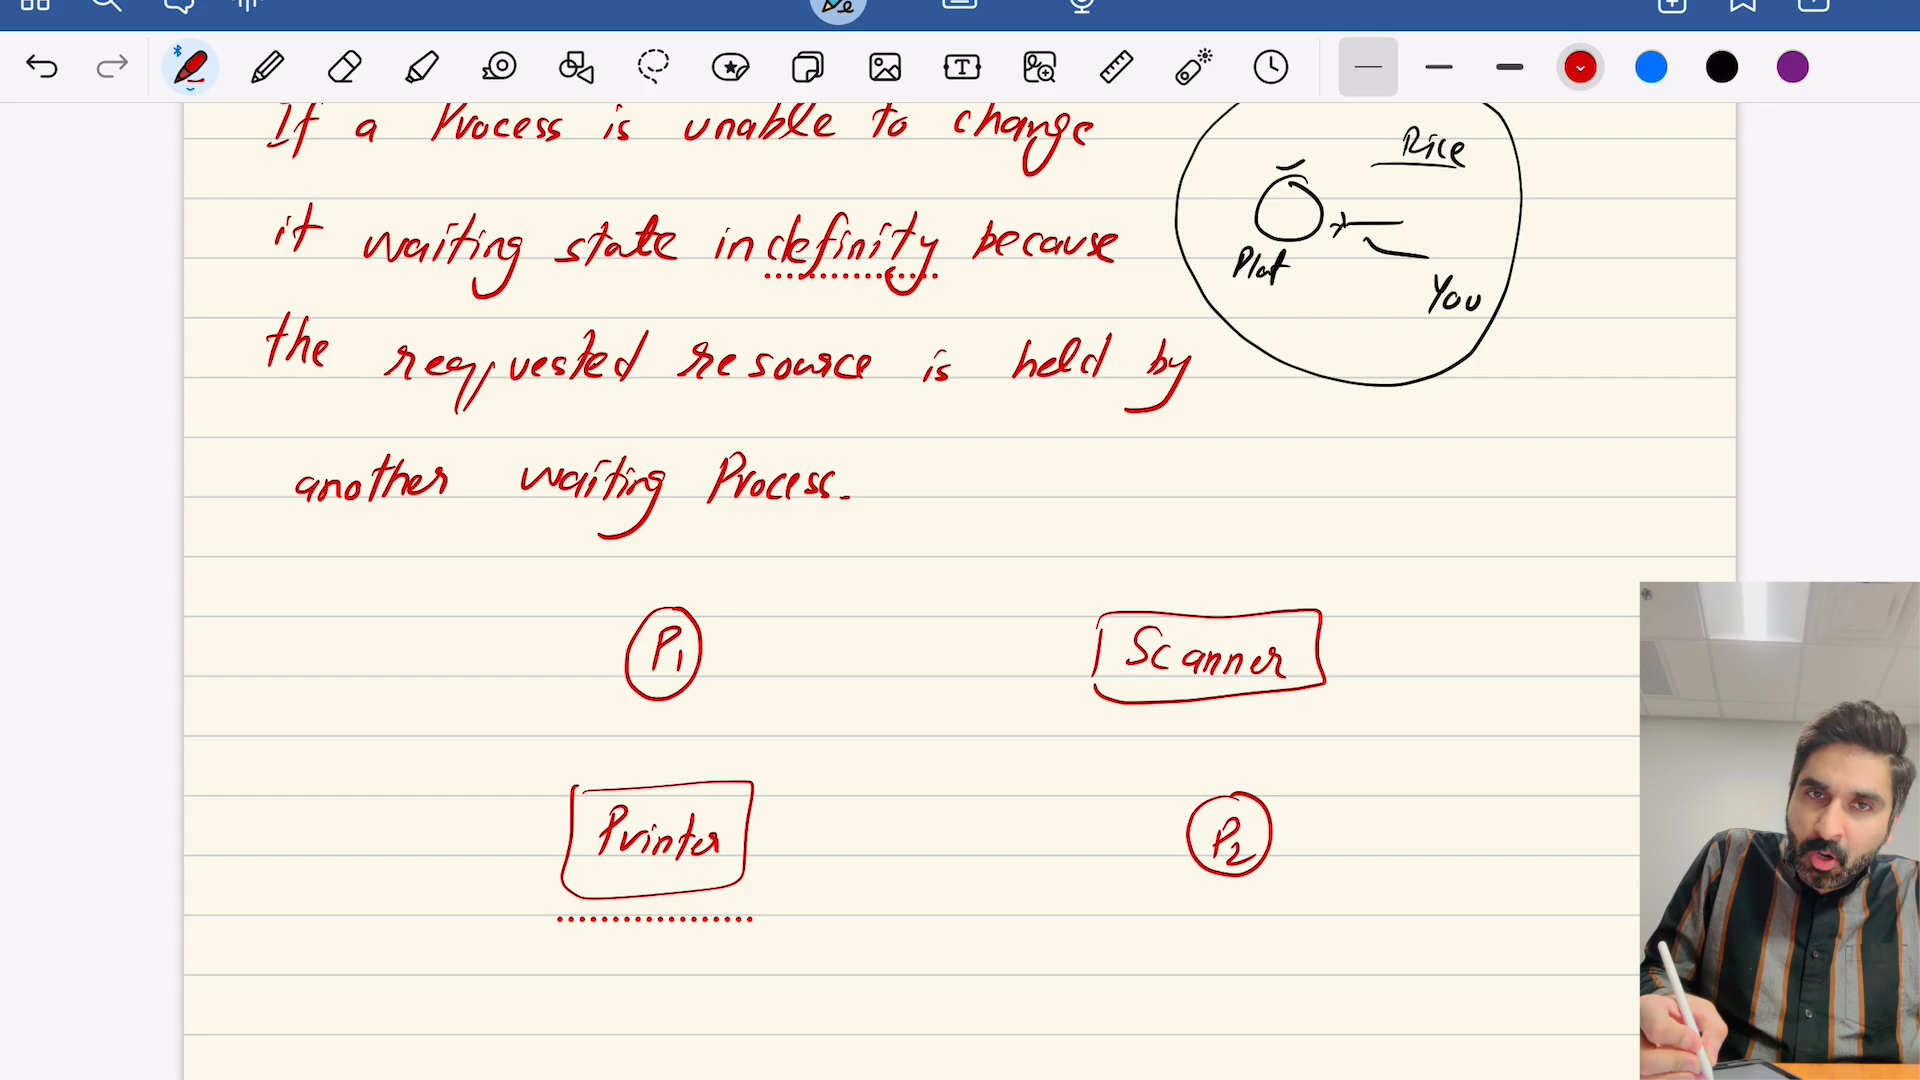 If a Process is unable to change
it waiting state indefinity because
the requested resource is held by
another waiting Process.
Rice
Plat
You
P1
Scanner
Printer
P2